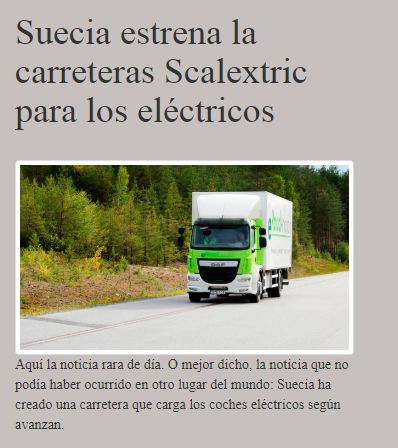 Suecia estrena la
carreteras Scalextric
para los eléctricos
Aquí la noticia rara de día. O mejor dicho, la noticia que no
podía haber ocurrido en otro lugar del mundo: Suecia ha
creado una carretera que carga los coches eléctricos según
avanzan.